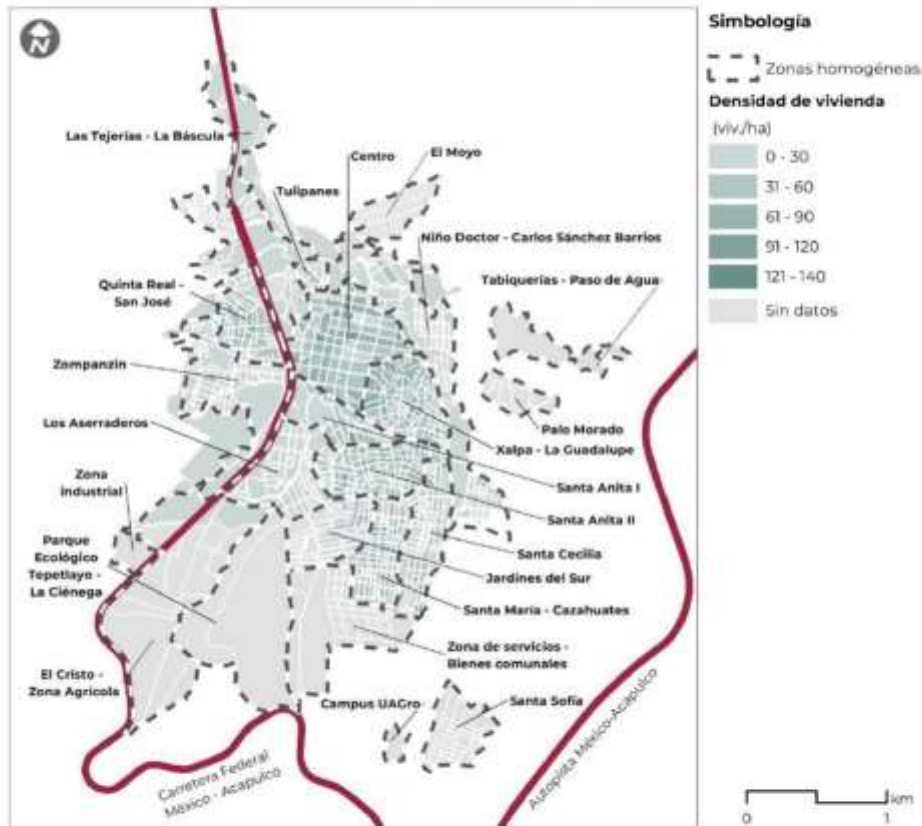 N
Simbología
Zonas homogéneas
Densidad de vivienda
(viv./ha)
0 - 30
31 - 60
61 - 90
91 - 120
121 - 140
Sin datos
Las Tejerías - La Báscula
Centro
El Moyo
Tulipanes
Niño Doctor - Carlos Sánchez Barrios
Tabiquerías - Paso de Agua
Quinta Real -
San José
Zompanzin
Los Aserraderos
Palo Morado
Xalpa - La Guadalupe
Zona
industrial
Santa Anita I
Santa Anita II
Parque
Ecológico
Tepetlayo -
La Ciénega
Santa Cecilia
Jardines del Sur
Santa María - Cazahuates
Zona de servicios -
Bienes comunales
El Cristo -
Zona Agrícola
Campus UAGro
Santa Sofía
Carretera Federal
México - Acapulco
Autopista México-Acapulco
km
0 1